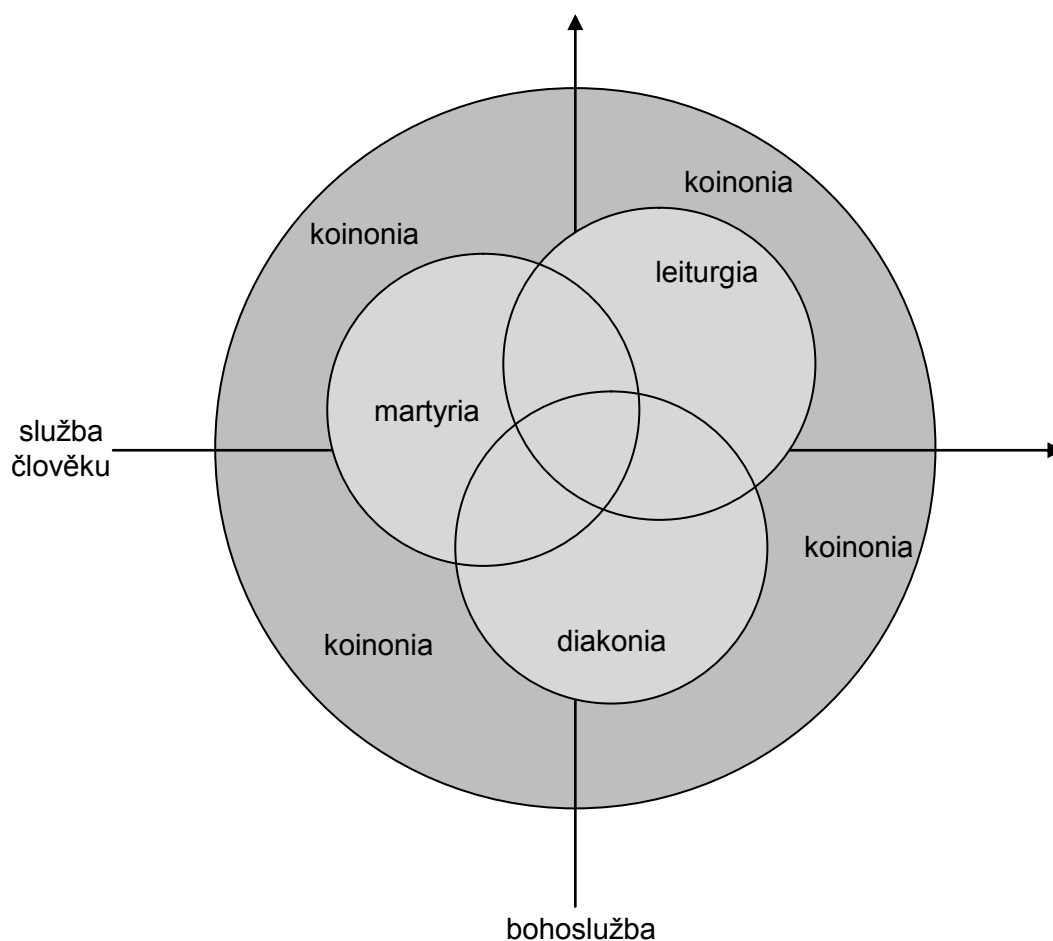 koinonia
koinonia
leiturgia
martyria
služba
člověku
koinonia
koinonia
diakonia
bohoslužba